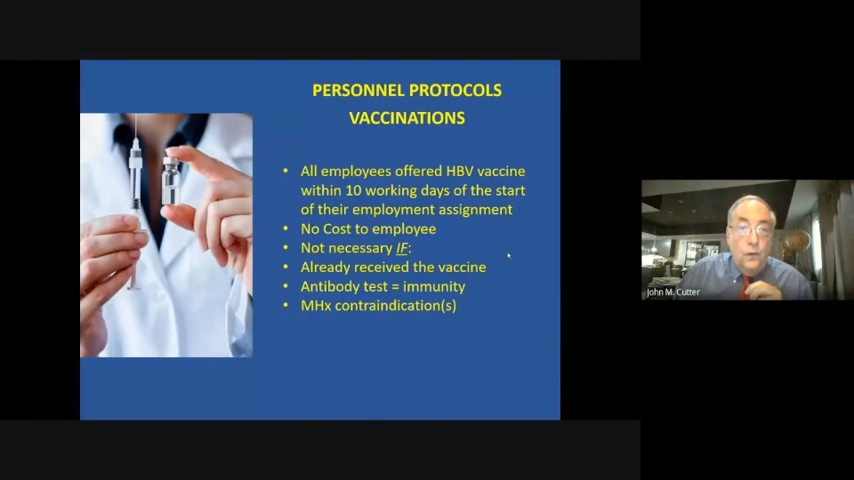 PERSONNEL PROTOCOLS
VACCINATIONS
• All employees offered HBV vaccine
within 10 working days of the start
of their employment assignment
• No Cost to employee
• Not necessary IF:
• Already received the vaccine
• Antibody test = immunity
• MHx contraindication(s)
John M. Cutter